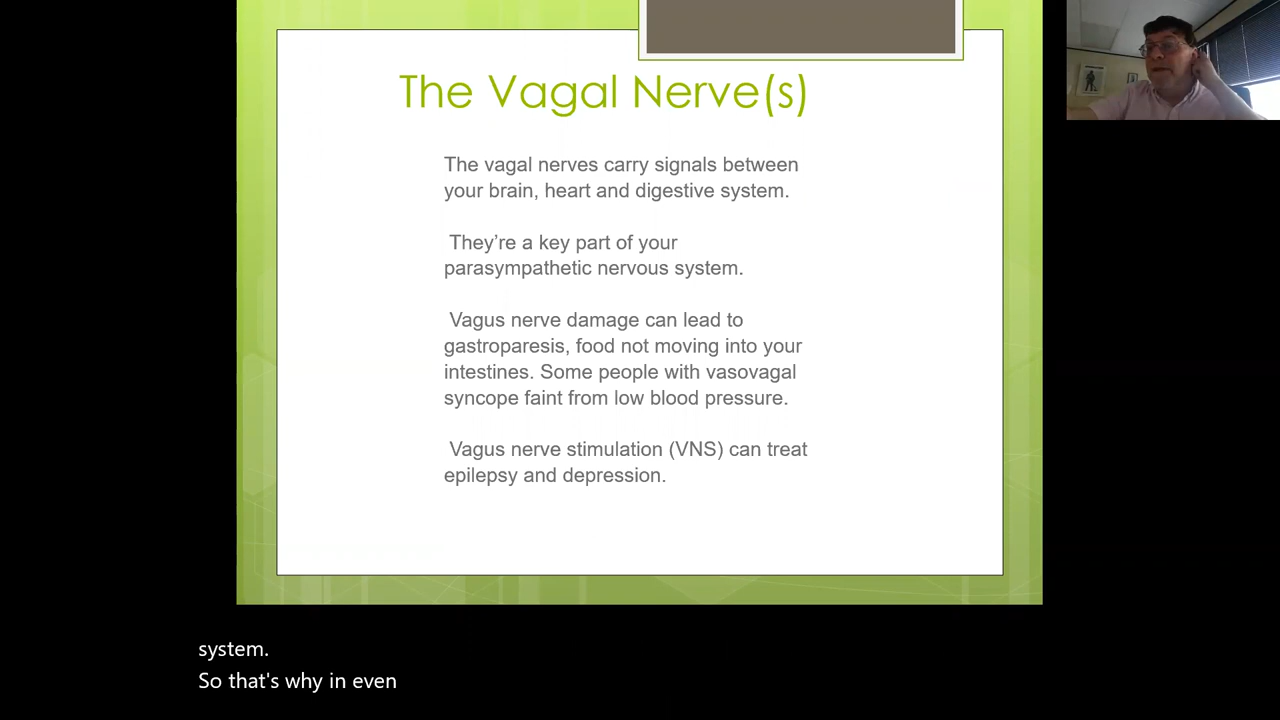 The Vagal Nerve(s)
The vagal nerves carry signals between
your brain, heart and digestive system.
They’re a key part of your
parasympathetic nervous system.
Vagus nerve damage can lead to
gastroparesis, food not moving into your
intestines. Some people with vasovagal
syncope faint from low blood pressure.
Vagus nerve stimulation (VNS) can treat
epilepsy and depression.
system.
So that's why in even